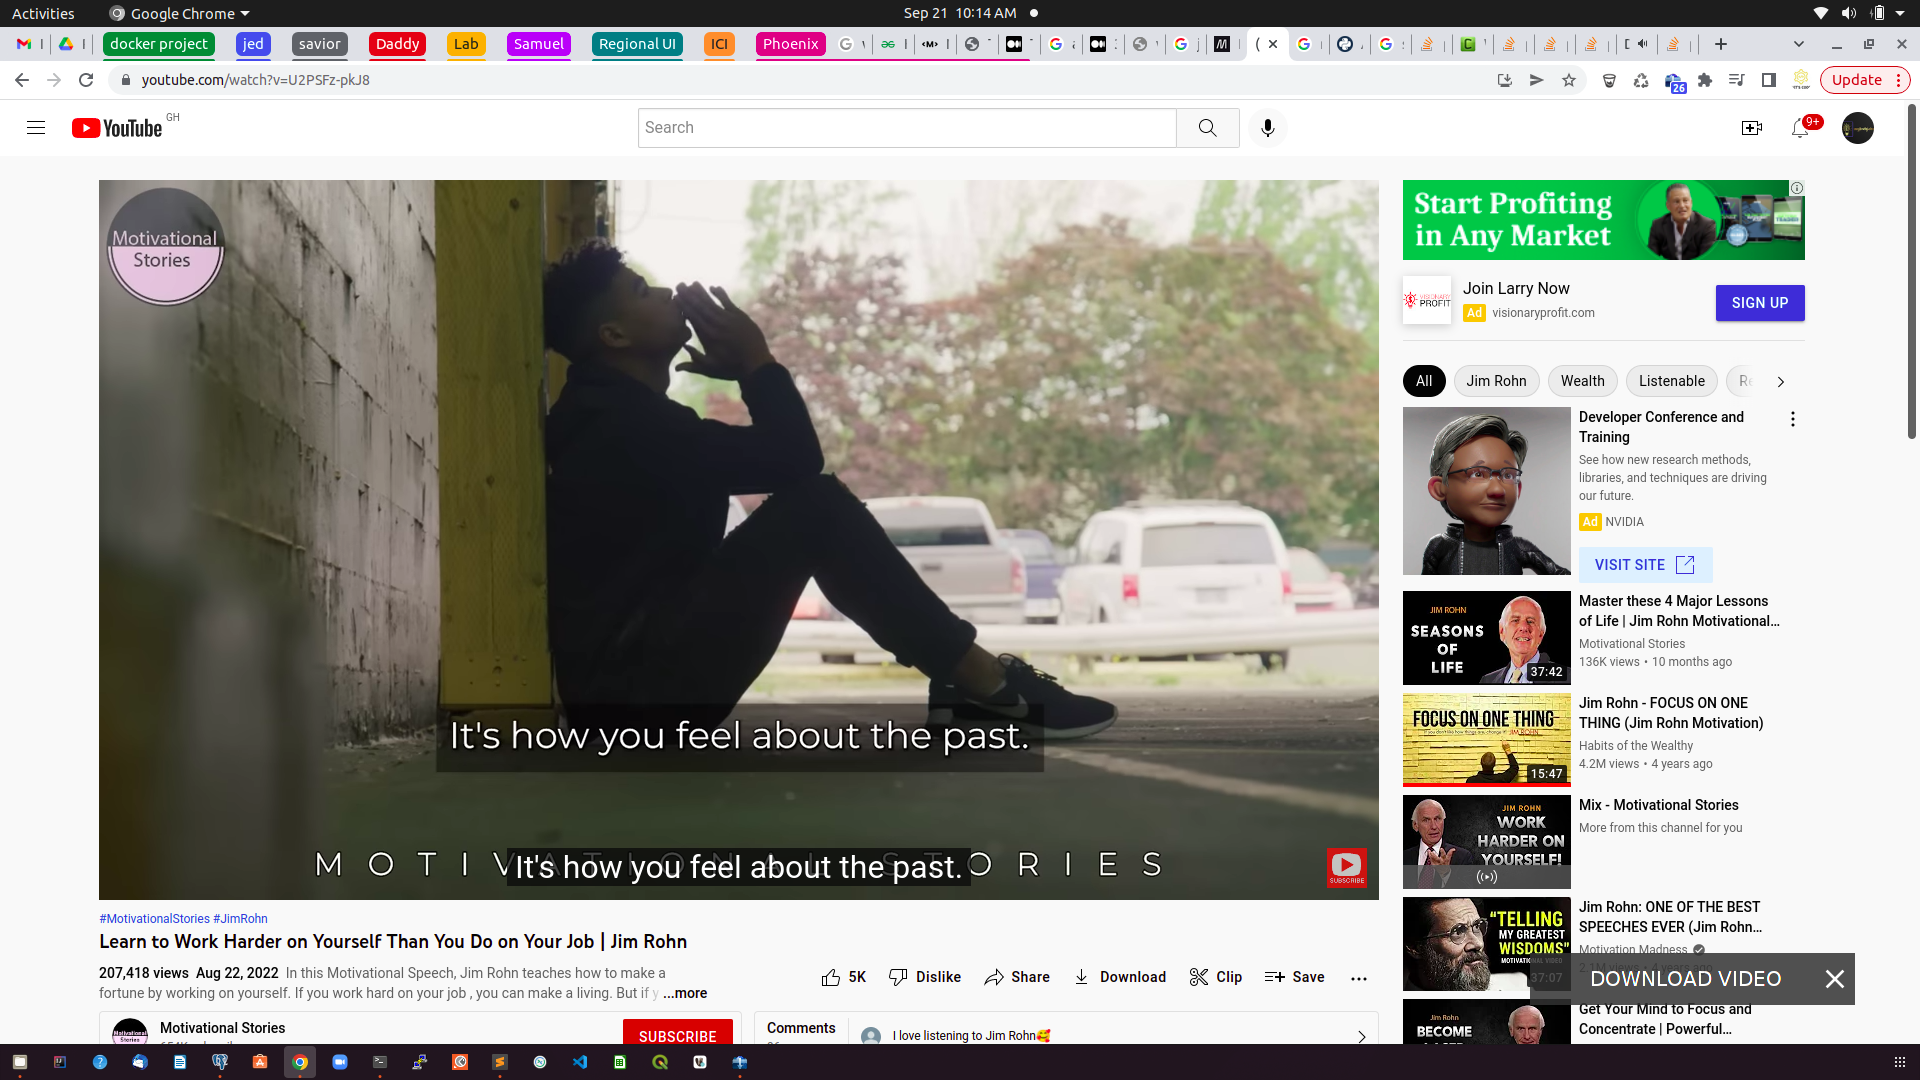 Activities
Google Chrome
Sep 21 10:14 AM
docker project
jed
savior
Daddy
Lab
Samuel
Regional UI
ICI
Phoenix
youtube.com/watch?v=U2PSFz-pkJ8
26
Update
YouTube GH
Search
9+
Motivational
Stories
It's how you feel about the past.
It's how you feel about the past.
SUBSCRIBE
#MotivationalStories #JimRohn
Learn to Work Harder on Yourself Than You Do on Your Job | Jim Rohn
207,418 views Aug 22, 2022 In this Motivational Speech, Jim Rohn teaches how to make a
fortune by working on yourself. If you work hard on your job , you can make a living. But if y ...more
5K
Dislike
Share
Download
Clip
Save
Motivational Stories
SUBSCRIBE
Comments
I love listening to Jim Rohn🥰
Start Profiting
in Any Market
Join Larry Now
Ad visionaryprofit.com
SIGN UP
All
Jim Rohn
Wealth
Listenable
Developer Conference and
Training
See how new research methods,
libraries, and techniques are driving
our future.
Ad NVIDIA
VISIT SITE
JIM ROHN
SEASONS
OF
LIFE
37:42
Master these 4 Major Lessons
of Life | Jim Rohn Motivational...
Motivational Stories
136K views • 10 months ago
FOCUS ON ONE THING
15:47
Jim Rohn - FOCUS ON ONE
THING (Jim Rohn Motivation)
Habits of the Wealthy
4.2M views • 4 years ago
JIM ROHN
WORK
HARDER ON
YOURSELF!
Mix - Motivational Stories
More from this channel for you
“TELLING
MY GREATEST
WISDOMS”
37:07
Jim Rohn: ONE OF THE BEST
SPEECHES EVER (Jim Rohn...
Motivation Madness
DOWNLOAD VIDEO
Jim Rohn
BECOME
Get Your Mind to Focus and
Concentrate | Powerful...